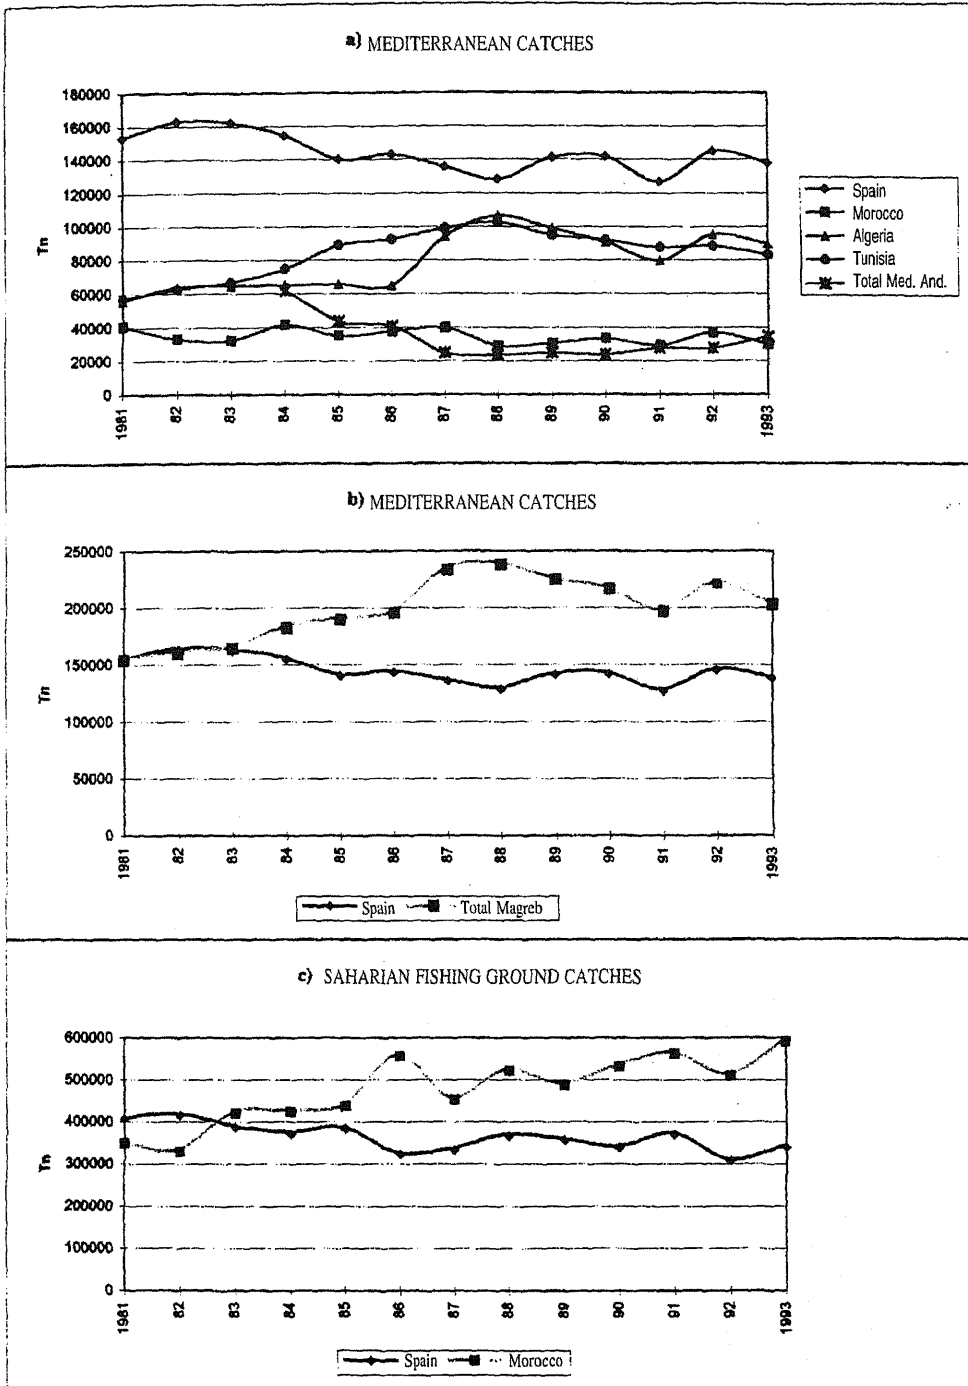 a) MEDITERRANEAN CATCHES
180000
160000
140000
120000
100000
80000
60000
40000
20000
0
Tn
1981 82 83 84 85 86 87 88 89 90 91 92 1993
Spain
Morocco
Algeria
Tunisia
Total Med. And.
b) MEDITERRANEAN CATCHES
250000
200000
150000
100000
50000
0
Tn
1981 82 83 84 85 86 87 88 89 90 91 92 1993
Spain Total Magreb
c) SAHARIAN FISHING GROUND CATCHES
600000
500000
400000
300000
200000
100000
0
Tn
1981 82 83 84 85 86 87 88 89 90 91 92 1993
Spain Morocco